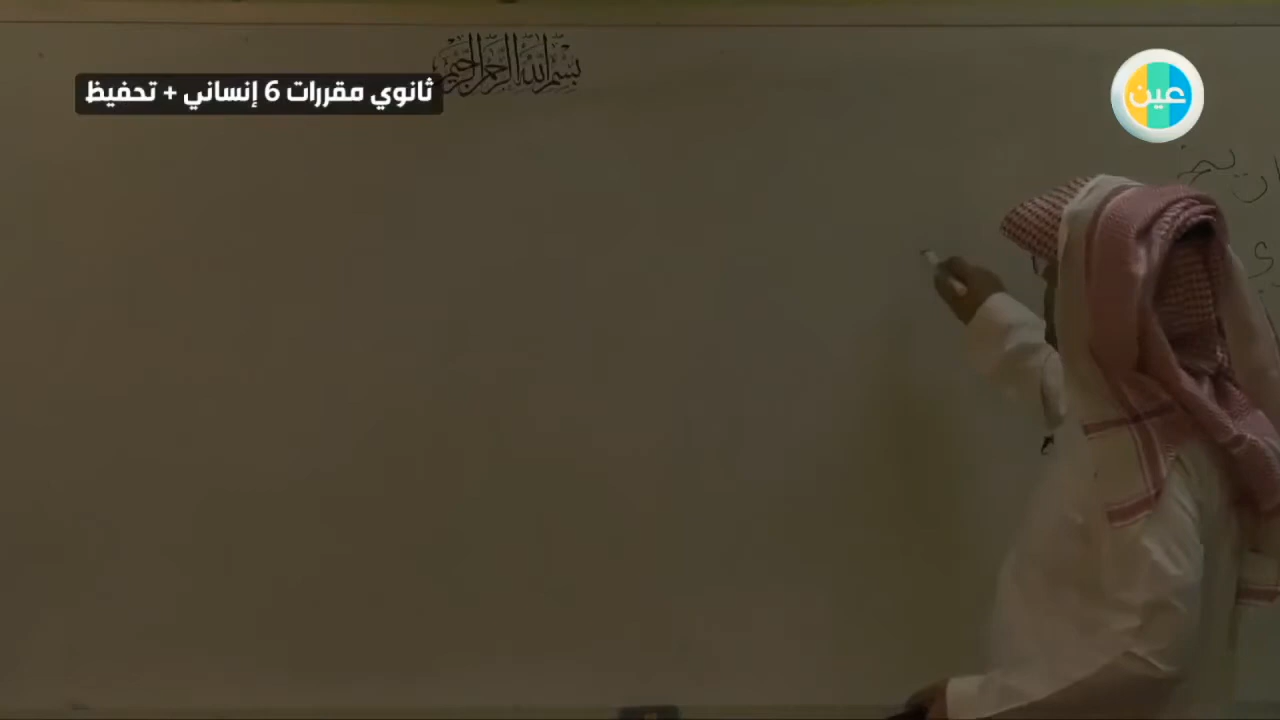 بسم الله الرحمن الرحيم
ثانوي مقررات 6 إنساني + تحفيظ
عين